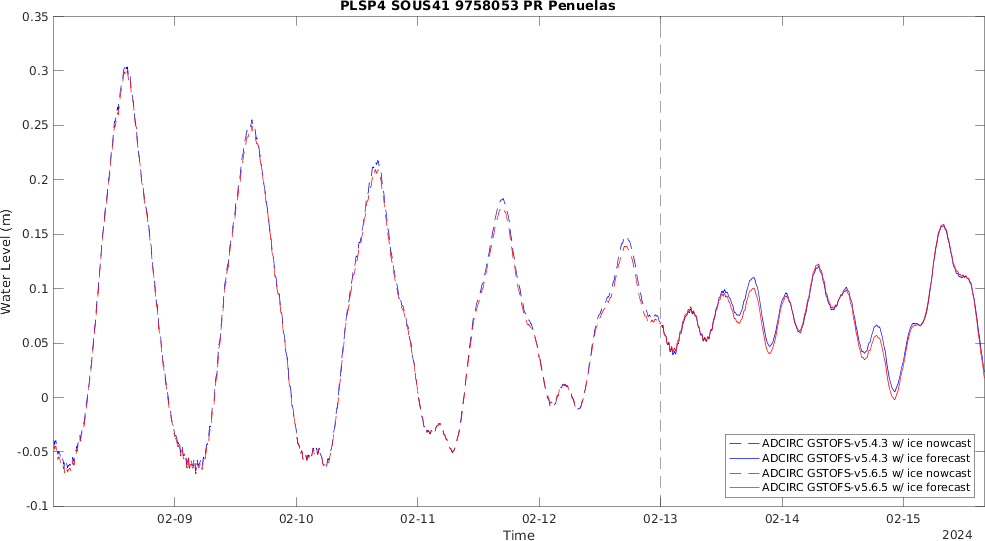 PLSP4 SOUS41 9758053 PR Penuelas
0.35
0.3
0.25
0.2
0.15
0.1
0.05
0
-0.05
-0.1
Water Level (m)
ADCIRC GSTOFS-v5.4.3 w/ ice nowcast
ADCIRC GSTOFS-v5.4.3 w/ ice forecast
ADCIRC GSTOFS-v5.6.5 w/ ice nowcast
ADCIRC GSTOFS-v5.6.5 w/ ice forecast
02-09 02-10 02-11 02-12 02-13 02-14 02-15
Time
2024